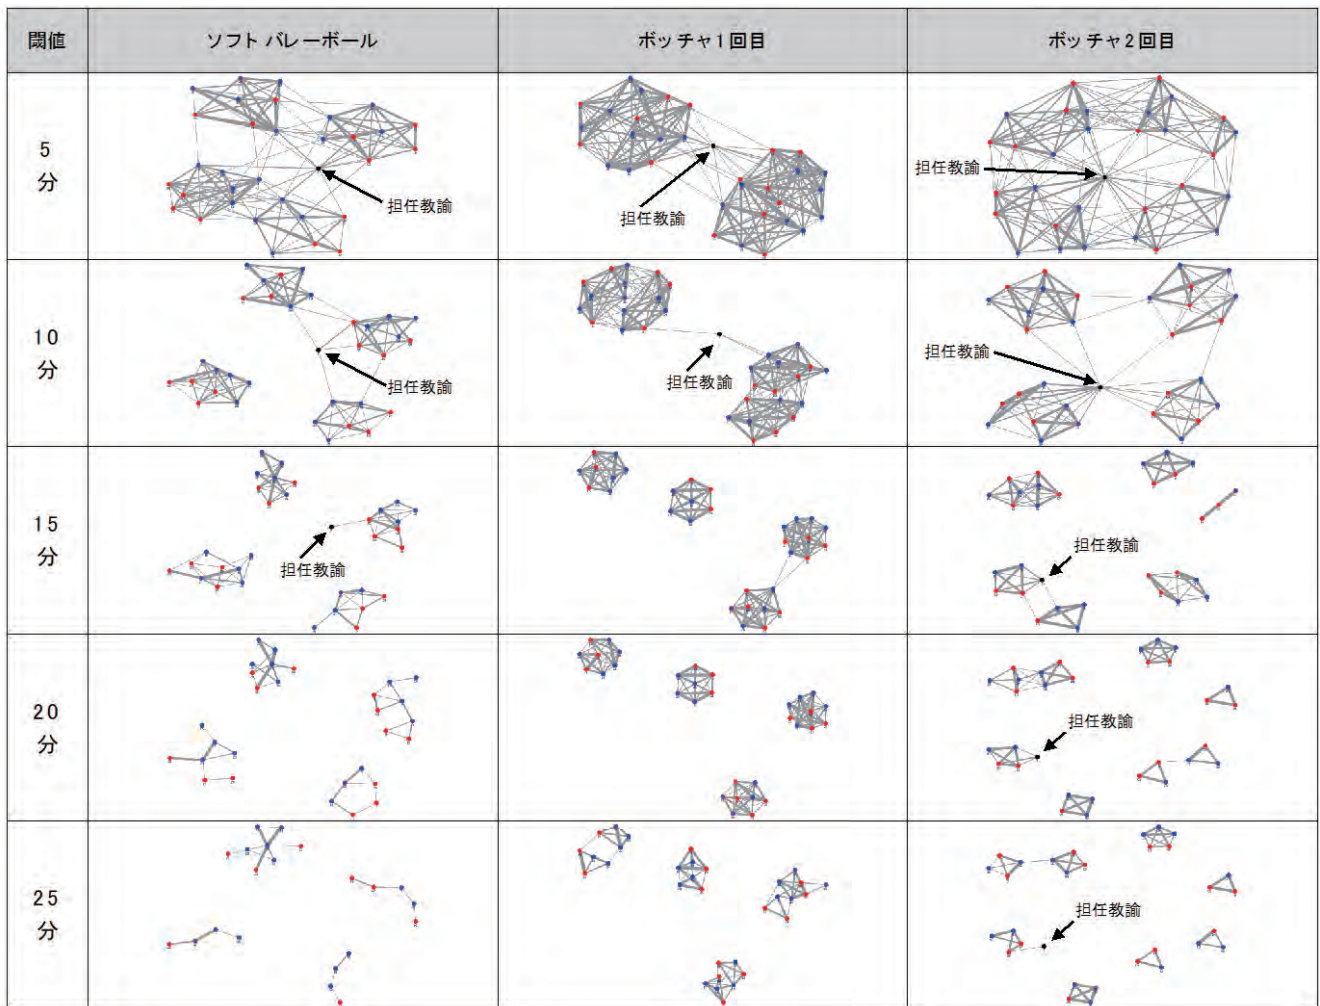 閾値
ソフトバレーボール
ボッチャ1回目
ボッチャ2回目
5
分
担任教諭
担任教諭
担任教諭
10
分
担任教諭
担任教諭
担任教諭
15
分
担任教諭
担任教諭
20
分
担任教諭
25
分
担任教諭